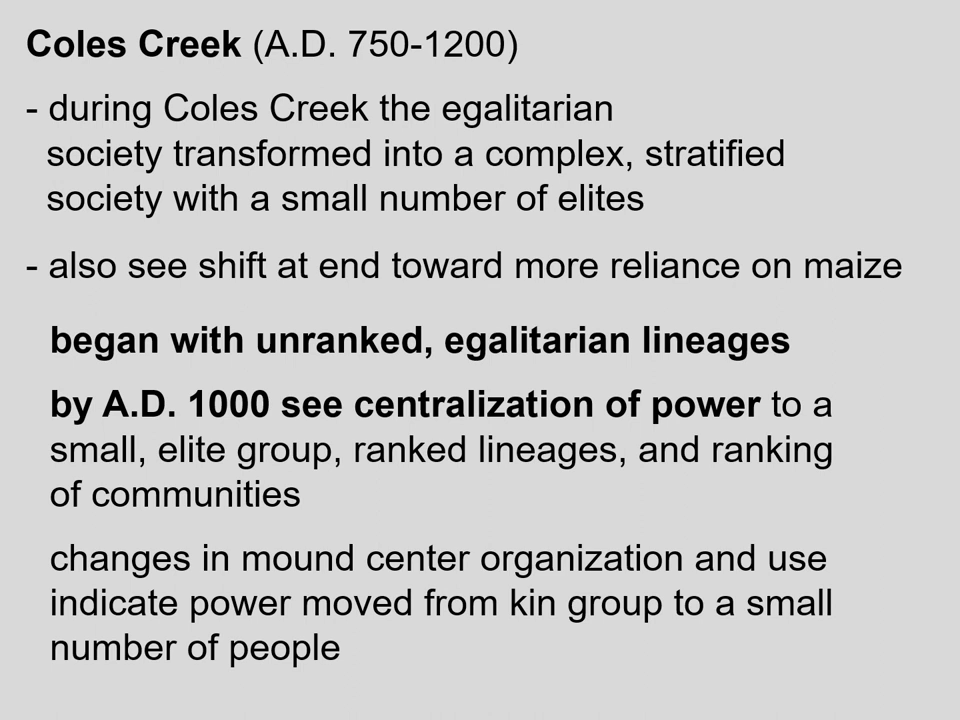 Coles Creek (A.D. 750-1200)
- during Coles Creek the egalitarian
society transformed into a complex, stratified
society with a small number of elites
- also see shift at end toward more reliance on maize
began with unranked, egalitarian lineages
by A.D. 1000 see centralization of power to a
small, elite group, ranked lineages, and ranking
of communities
changes in mound center organization and use
indicate power moved from kin group to a small
number of people